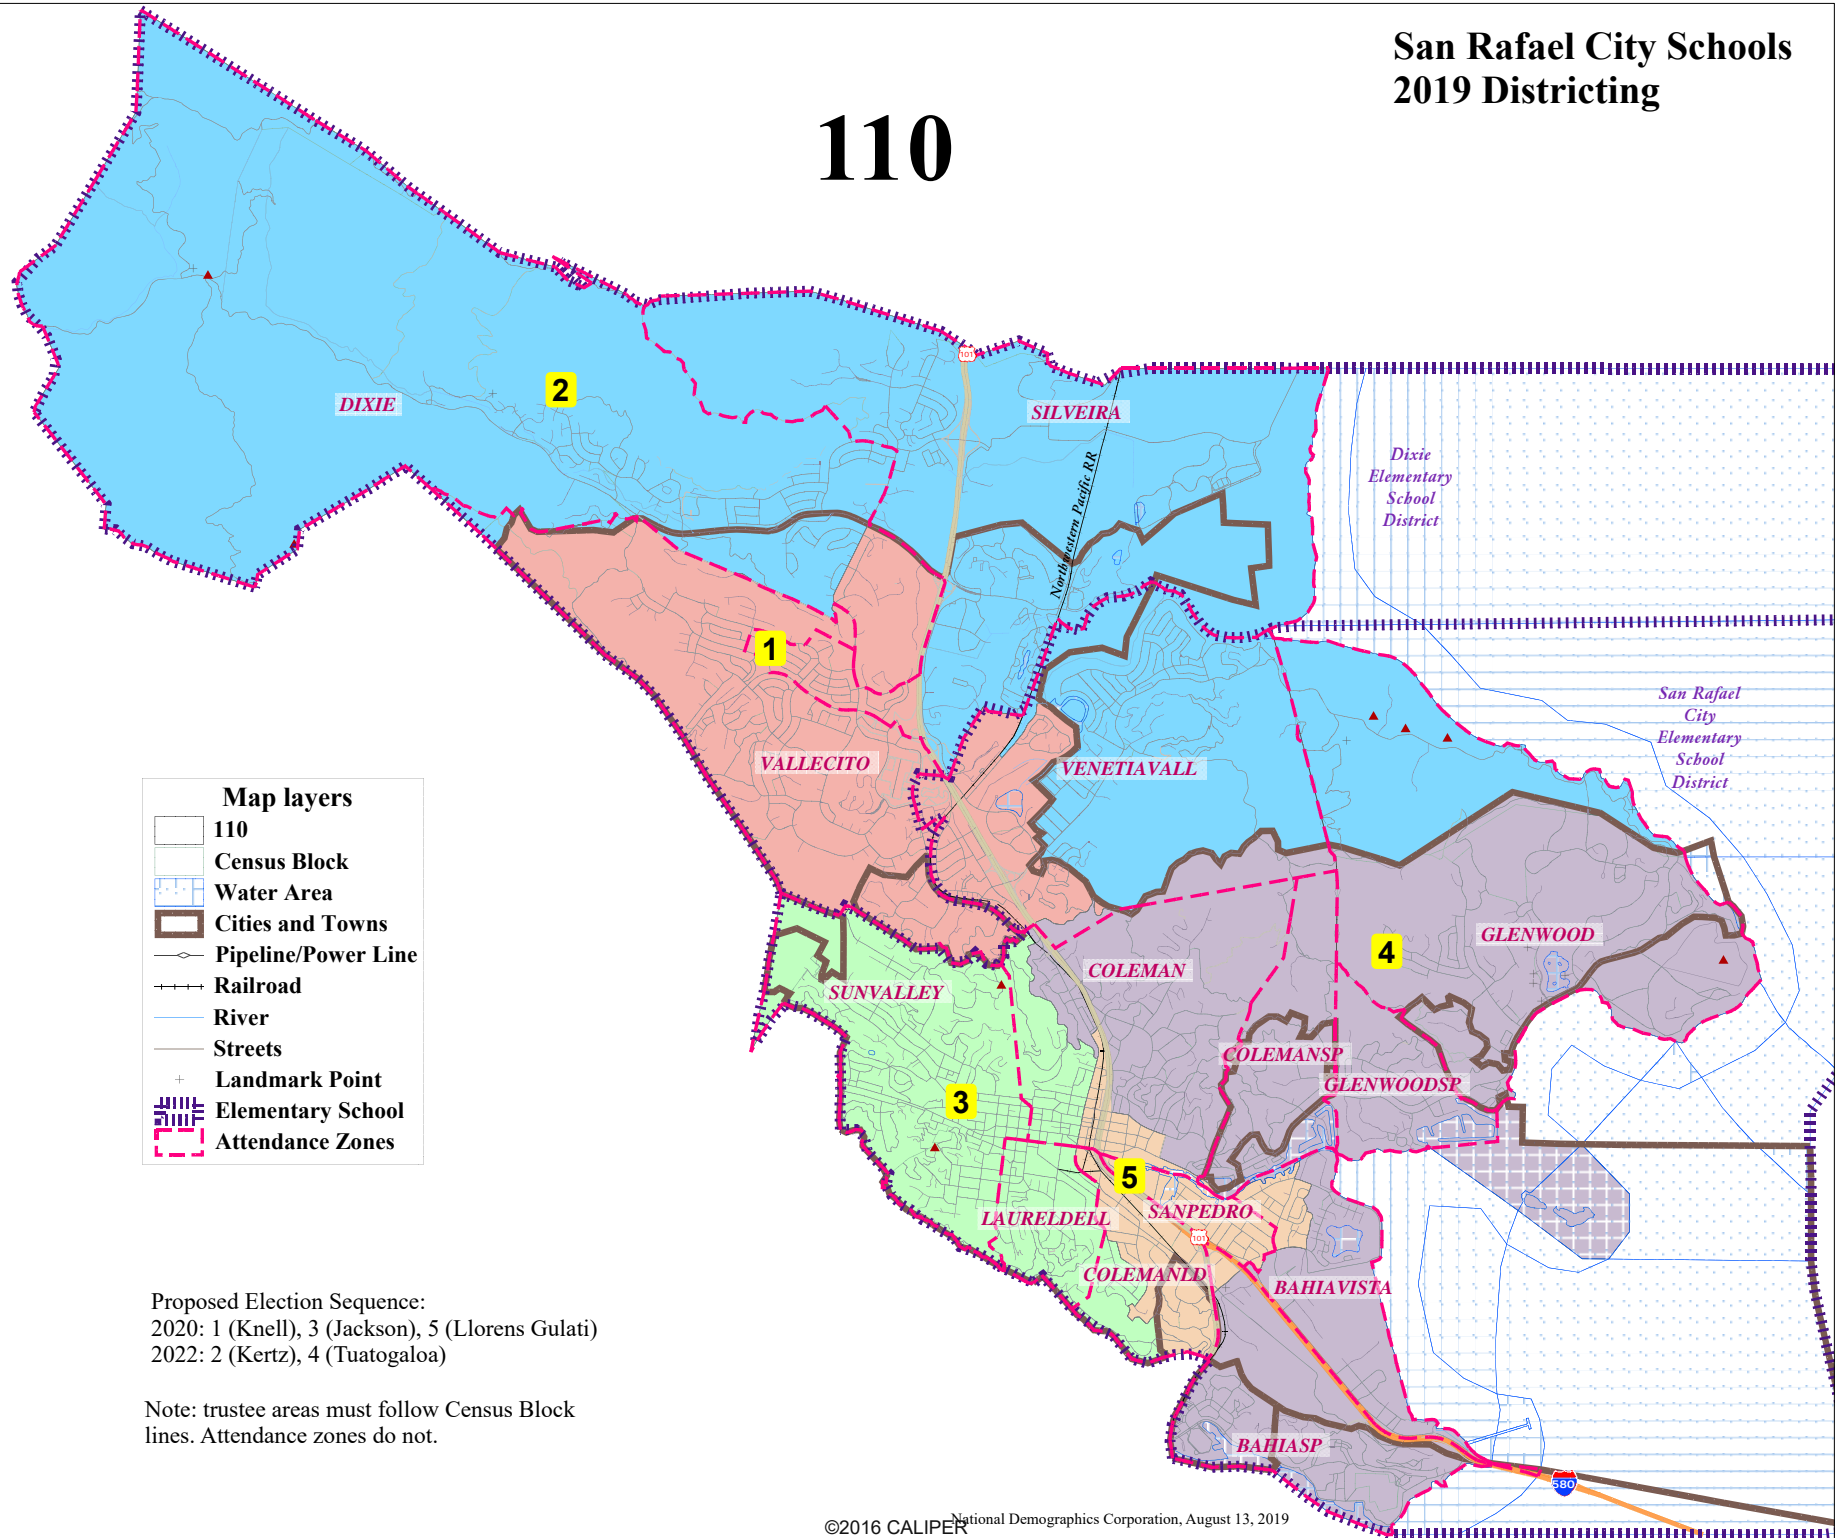 San Rafael City Schools
2019 Districting
110
101
2
DIXIE
SILVEIRA
Northwestern Pacific RR
Dixie
Elementary
School
District
1
San Rafael
City
Elementary
School
District
VALLECITO
VENETIAVALL
Map layers
110
Census Block
Water Area
Cities and Towns
Pipeline/Power Line
Railroad
River
Streets
Landmark Point
Elementary School
Attendance Zones
4
GLENWOOD
COLEMAN
SUNVALLEY
COLEMANSP
GLENWOODSP
3
5
LAURELDELL
SANPEDRO
101
COLEMANLD
BAHIAVISTA
Proposed Election Sequence:
2020: 1 (Knell), 3 (Jackson), 5 (Llorens Gulati)
2022: 2 (Kertz), 4 (Tuatogaloa)
Note: trustee areas must follow Census Block
lines. Attendance zones do not.
BAHIASP
580
©2016 CALIPER
National Demographics Corporation, August 13, 2019